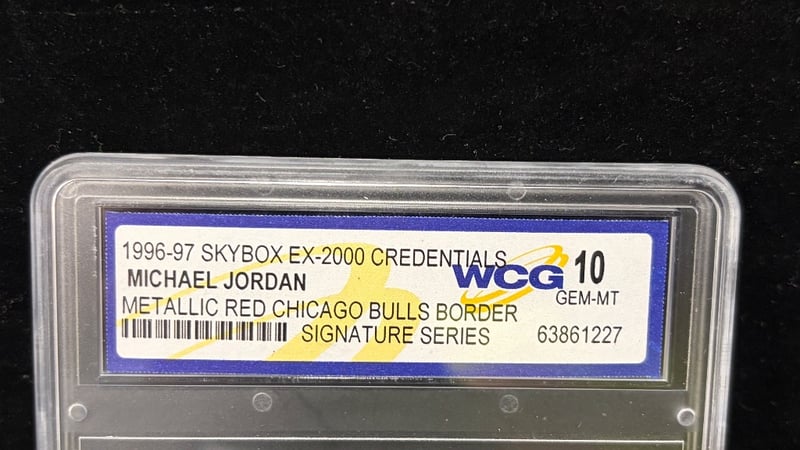 1996-97 SKYBOX EX-2000 CREDENTIALS
MICHAEL JORDAN
METALLIC RED CHICAGO BULLS BORDER
SIGNATURE SERIES
WCG 10
GEM-MT
63861227